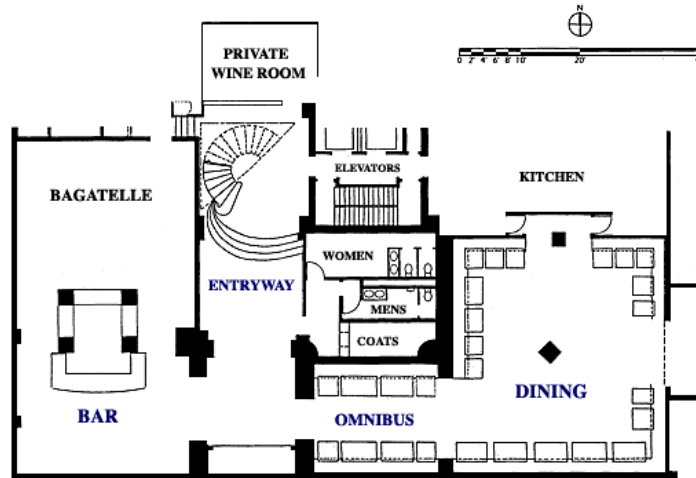 N
PRIVATE
WINE ROOM
0 2' 4' 6' 8' 10' 20'
ELEVATORS
KITCHEN
BAGATELLE
WOMEN
ENTRYWAY
MENS
COATS
DINING
BAR
OMNIBUS